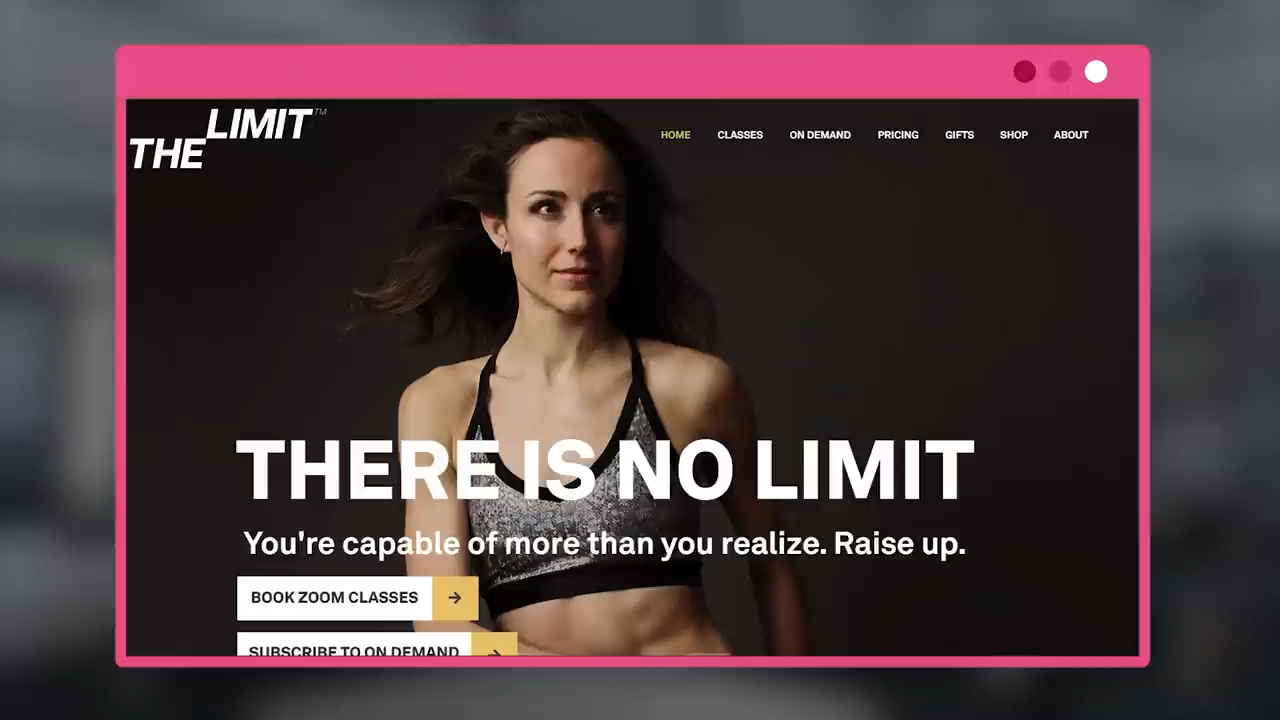 THE LIMIT™
HOME CLASSES ON DEMAND PRICING GIFTS SHOP ABOUT
THERE IS NO LIMIT
You're capable of more than you realize. Raise up.
BOOK ZOOM CLASSES →
SUBSCRIBE TO ON DEMAND →